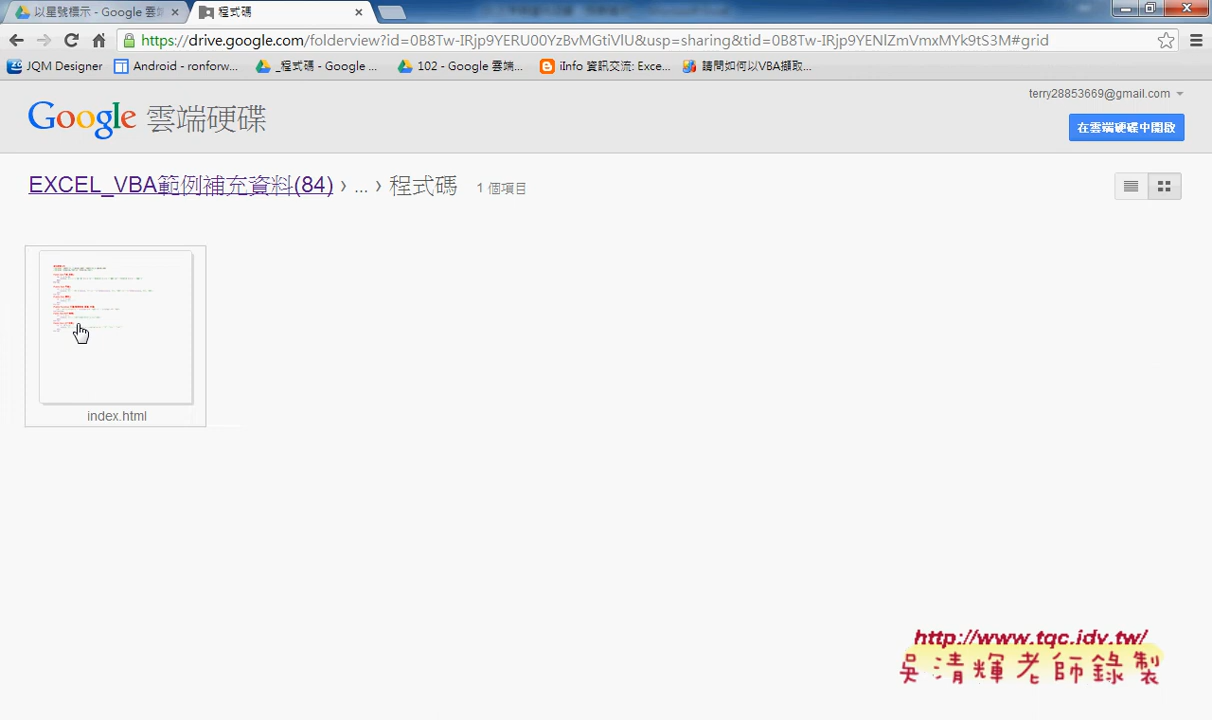 以星號標示 - Google 雲端
程式碼
https://drive.google.com/folderview?id=0B8Tw-IRjp9YERU00YzBvMGtiVlU&usp=sharing&tid=0B8Tw-IRjp9YENlZmVmxMYk9tS3M#grid
JQM Designer
Android - ronforw...
_程式碼 - Google ...
102 - Google 雲端...
iInfo 資訊交流: Exce...
請問如何以VBA擷取...
terry28853669@gmail.com
Google 雲端硬碟
在雲端硬碟中開啟
EXCEL_VBA範例補充資料(84) › ... › 程式碼 1 個項目
index.html
http://www.tqc.idv.tw/
吳清輝老師錄製